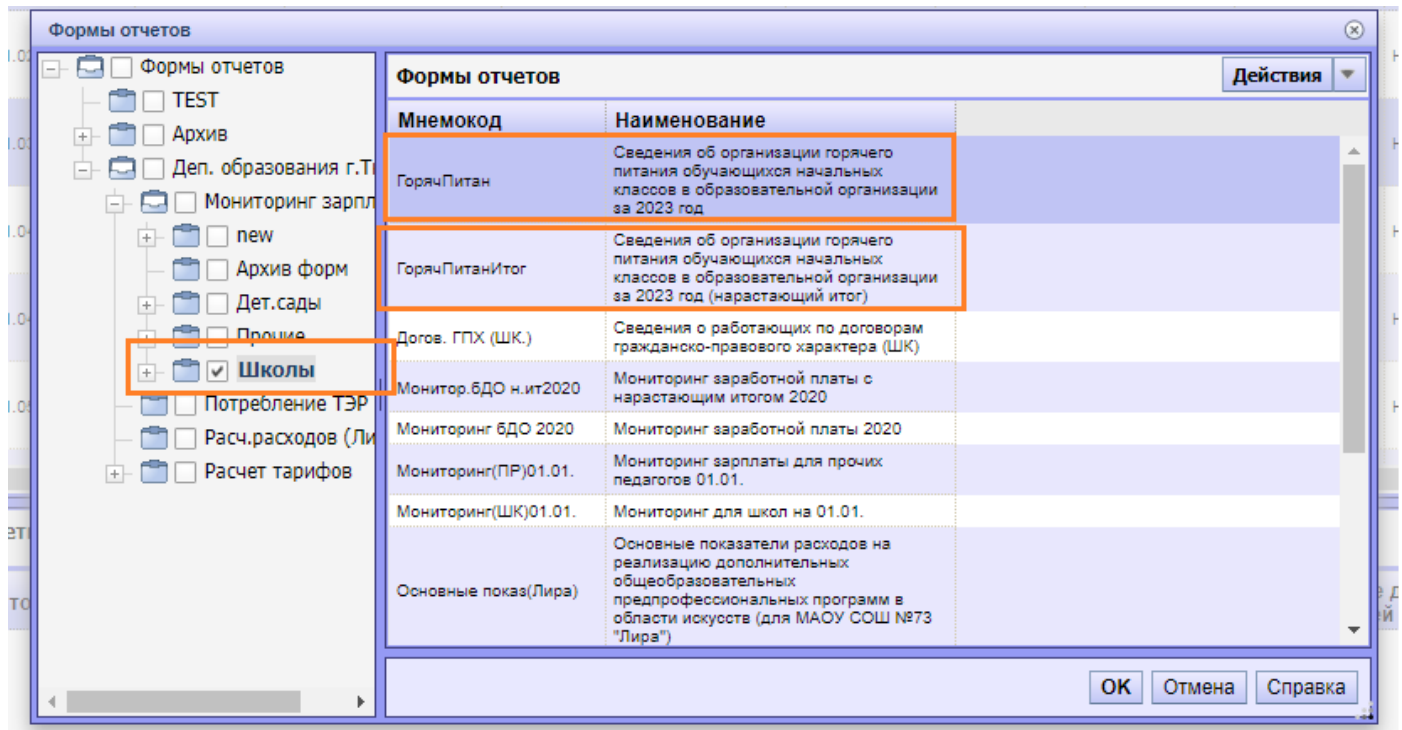 Формы отчетов
Формы отчетов
TEST
Архив
Деп. образования г.Т
Мониторинг зарпл
new
Архив форм
Дет.сады
Прочие
Школы
Потребление ТЭР
Расч.расходов (Ли
Расчет тарифов
Формы отчетов
Действия
Мнемокод
Наименование
ГорячПитан
Сведения об организации горячего
питания обучающихся начальных
классов в образовательной организации
за 2023 год
ГорячПитанИтог
Сведения об организации горячего
питания обучающихся начальных
классов в образовательной организации
за 2023 год (нарастающий итог)
Догов. ГПХ (ШК.)
Сведения о работающих по договорам
гражданско-правового характера (ШК)
Монитор.бДО н.ит2020
Мониторинг заработной платы с
нарастающим итогом 2020
Мониторинг бДО 2020
Мониторинг заработной платы 2020
Мониторинг(ПР)01.01.
Мониторинг зарплаты для прочих
педагогов 01.01.
Мониторинг(ШК)01.01.
Мониторинг для школ на 01.01.
Основные показ(Лира)
Основные показатели расходов на
реализацию дополнительных
общеобразовательных
предпрофессиональных программ в
области искусств (для МАОУ СОШ №73
"Лира")
ОК
Отмена
Справка